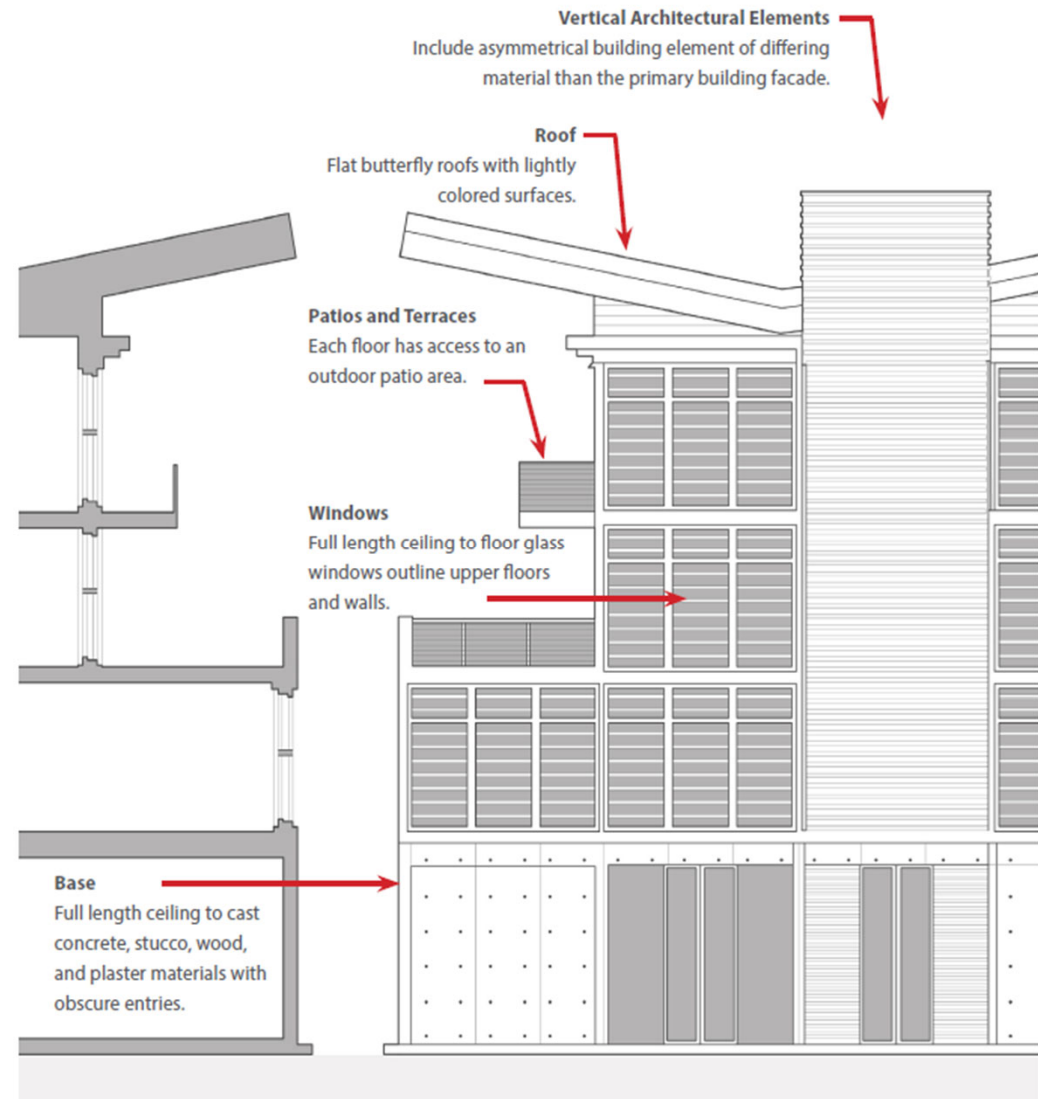 Vertical Architectural Elements
Include asymmetrical building element of differing
material than the primary building facade.
Roof
Flat butterfly roofs with lightly
colored surfaces.
Patios and Terraces
Each floor has access to an
outdoor patio area.
Windows
Full length ceiling to floor glass
windows outline upper floors
and walls.
Base
Full length ceiling to cast
concrete, stucco, wood,
and plaster materials with
obscure entries.